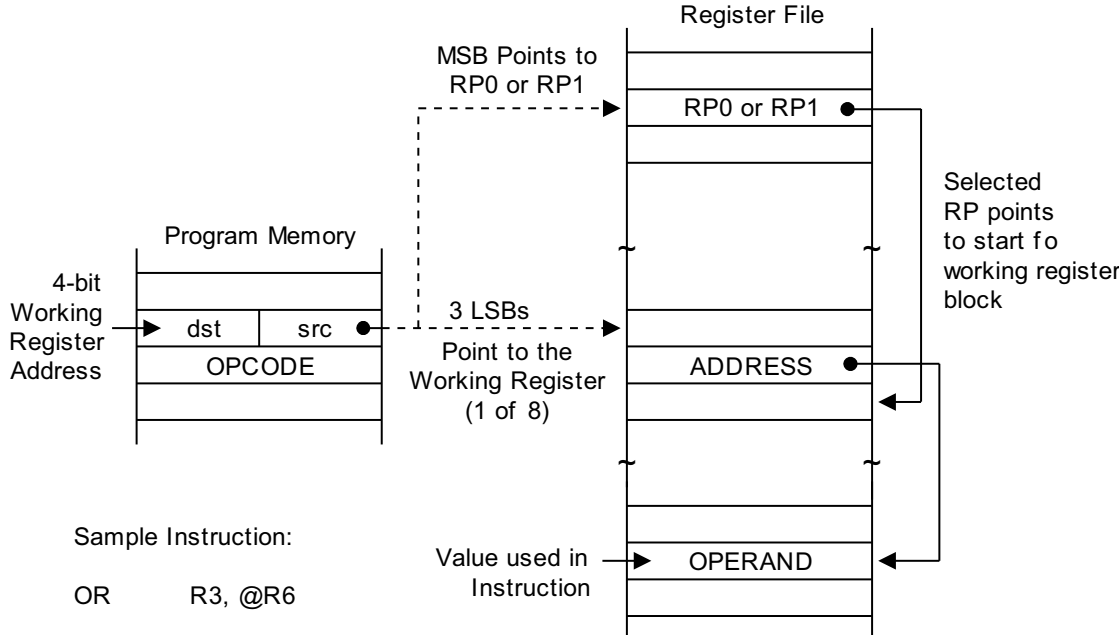 Register File
MSB Points to
RP0 or RP1
RP0 or RP1
Selected
RP points
to start fo
working register
block
Program Memory
4-bit
Working
Register
Address
dst
src
OPCODE
3 LSBs
Point to the
Working Register
(1 of 8)
ADDRESS
~
~
~
~
Sample Instruction:
OR R3, @R6
Value used in
Instruction
OPERAND